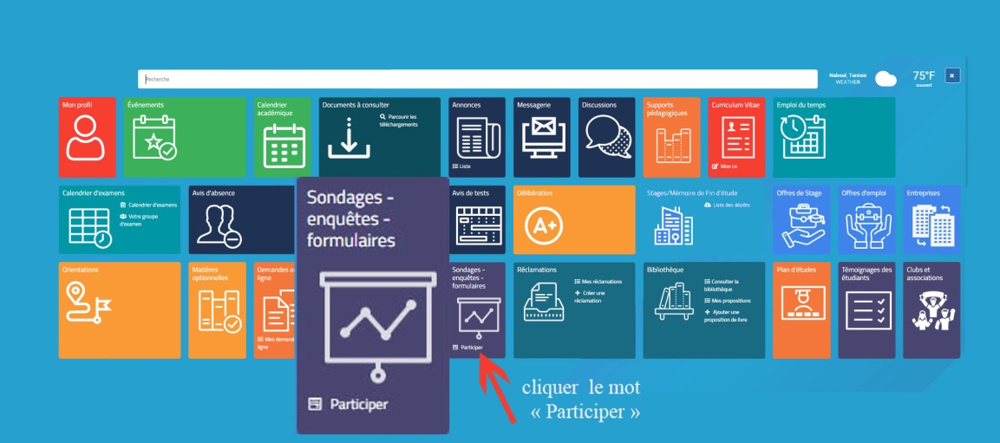 Recherche
Nabeul, Tunisie
WEATHER
75°F
couvert
Mon profil
Évènements
Calendrier
académique
Documents à consulter
Parcourir les
téléchargements
Annonces
Liste
Messagerie
Discussions
Supports
pédagogiques
Curriculum Vitae
Mon cv
Emploi du temps
Calendrier d'examens
Calendrier d'examens
Votre groupe
d'examen
Avis d'absence
Sondages -
enquêtes -
formulaires
Participer
Avis de tests
Délibération
A+
Stages/Mémoire de Fin d'étude
Liste des dépôts
Offres de Stage
Offres d'emploi
Entreprises
Orientations
Matières
optionnelles
Demandes e
ligne
Mes demand
ligne
Sondages -
enquêtes -
formulaires
Participer
Réclamations
Mes réclamations
+ Créer une
réclamation
Bibliothèque
Consulter la
bibliothèque
Mes propositions
+ Ajouter une
proposition de livre
Plan d'études
Témoignages des
étudiants
Clubs et
associations
cliquer le mot
« Participer »